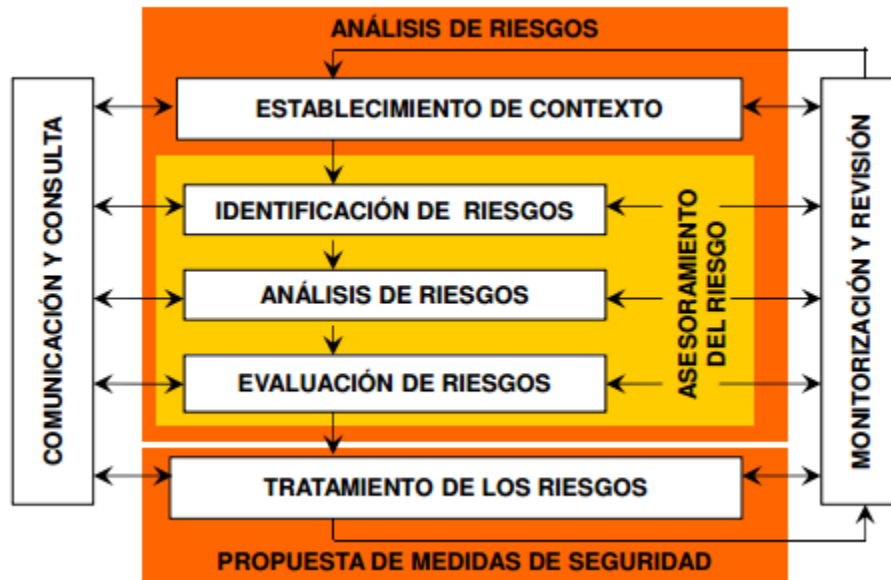 ANÁLISIS DE RIESGOS
ESTABLECIMIENTO DE CONTEXTO
COMUNICACIÓN Y CONSULTA
IDENTIFICACIÓN DE RIESGOS
ANÁLISIS DE RIESGOS
EVALUACIÓN DE RIESGOS
ASESORAMIENTO
DEL RIESGO
MONITORIZACIÓN Y REVISIÓN
TRATAMIENTO DE LOS RIESGOS
PROPUESTA DE MEDIDAS DE SEGURIDAD